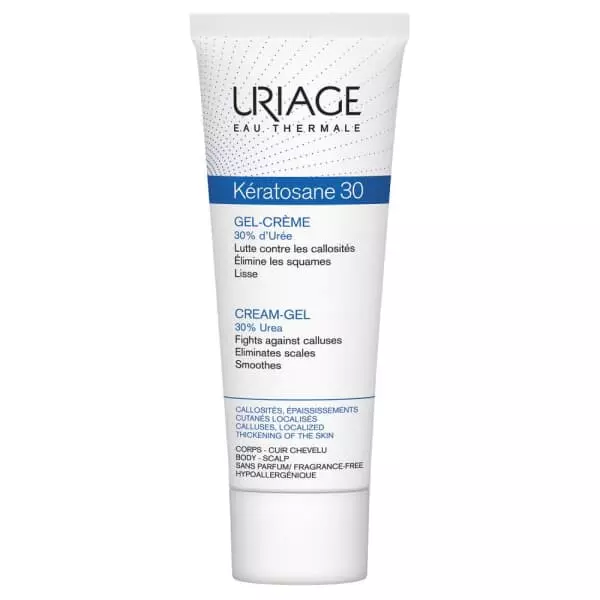 URIAGE
EAU THERMALE
Kératosane 30
GEL-CRÈME
30% d'Urée
Lutte contre les callosités
Élimine les squames
Lisse
CREAM-GEL
30% Urea
Fights against calluses
Eliminates scales
Smoothes
CALLOSITÉS, ÉPAISSISSEMENTS
CUTANÉS LOCALISÉS
CALLUSES, LOCALIZED
THICKENING OF THE SKIN
CORPS - CUIR CHEVELU
BODY - SCALP
SANS PARFUM/ FRAGRANCE-FREE
HYPOALLERGÉNIQUE